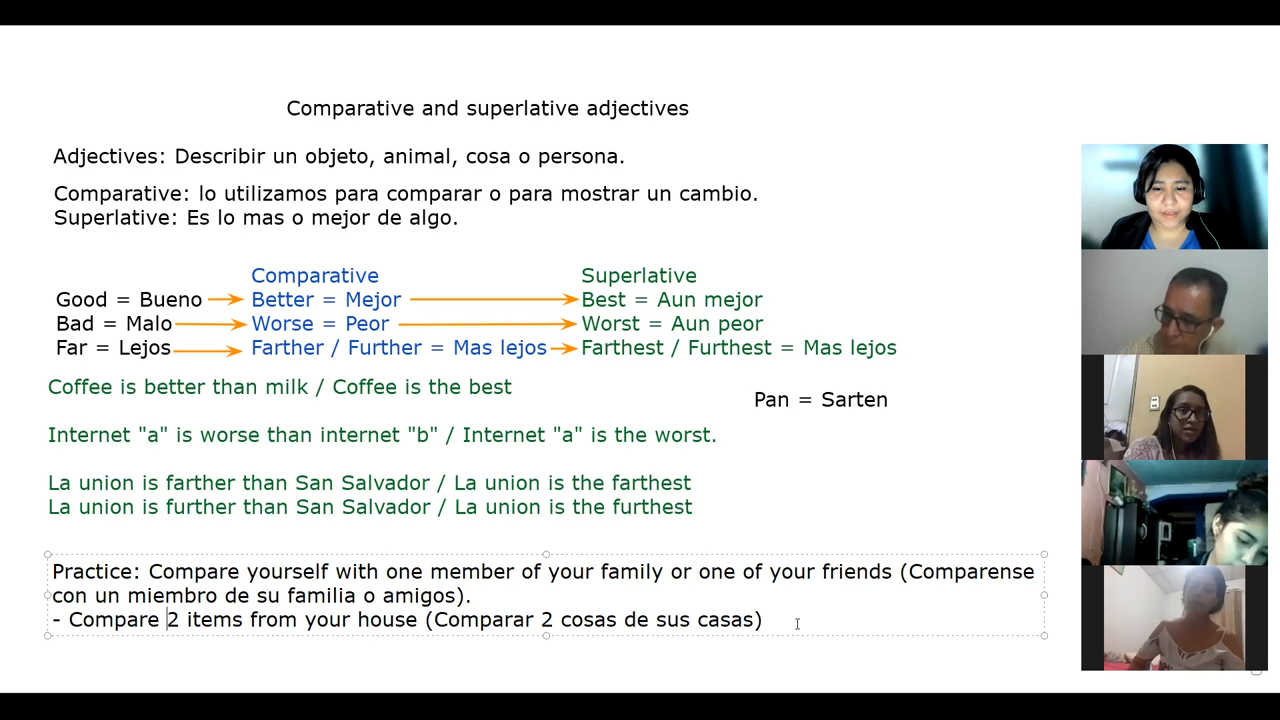 Comparative and superlative adjectives
Adjectives: Describir un objeto, animal, cosa o persona.
Comparative: lo utilizamos para comparar o para mostrar un cambio.
Superlative: Es lo mas o mejor de algo.
Comparative Superlative
Good = Bueno Better = Mejor Best = Aun mejor
Bad = Malo Worse = Peor Worst = Aun peor
Far = Lejos Farther / Further = Mas lejos Farthest / Furthest = Mas lejos
Coffee is better than milk / Coffee is the best
Pan = Sarten
Internet "a" is worse than internet "b" / Internet "a" is the worst.
La union is farther than San Salvador / La union is the farthest
La union is further than San Salvador / La union is the furthest
Practice: Compare yourself with one member of your family or one of your friends (Comparense
con un miembro de su familia o amigos).
- Compare 2 items from your house (Comparar 2 cosas de sus casas)